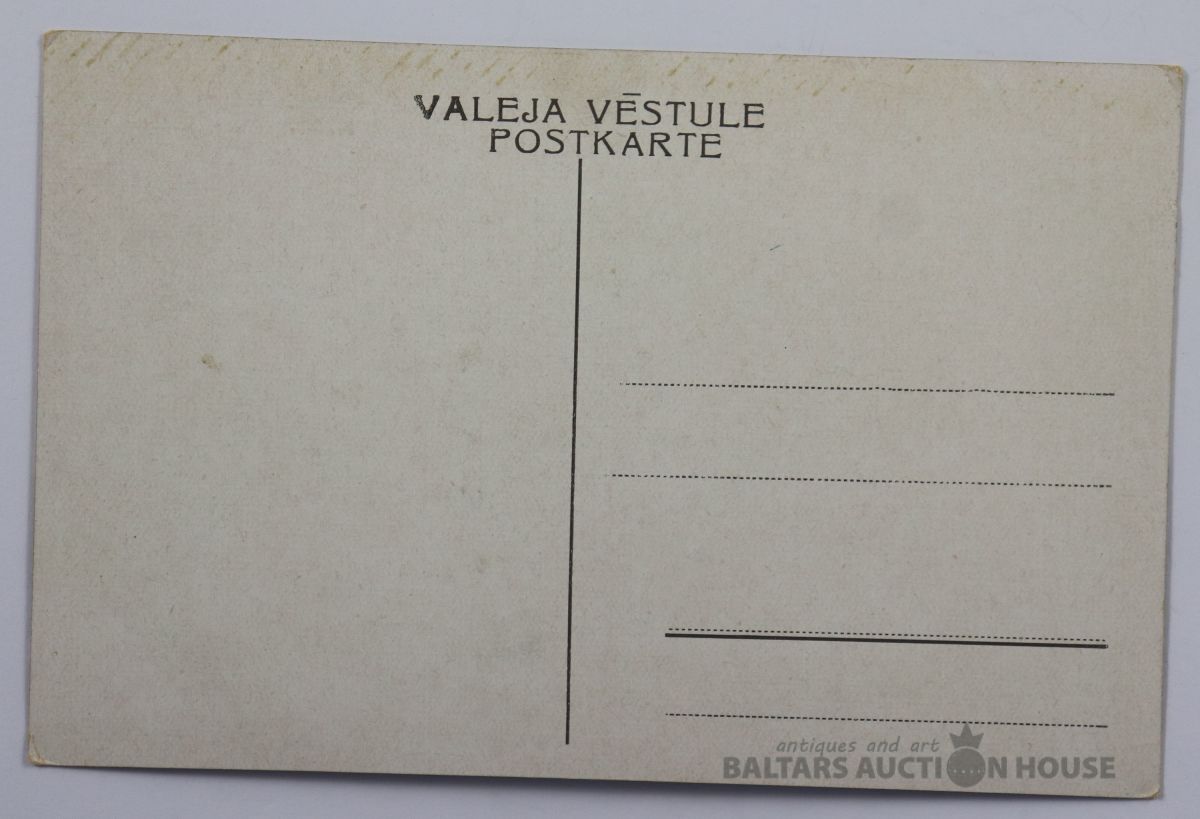 VALEJA VĒSTULE
POSTKARTE
antiques and art
BALTARS AUCTION HOUSE